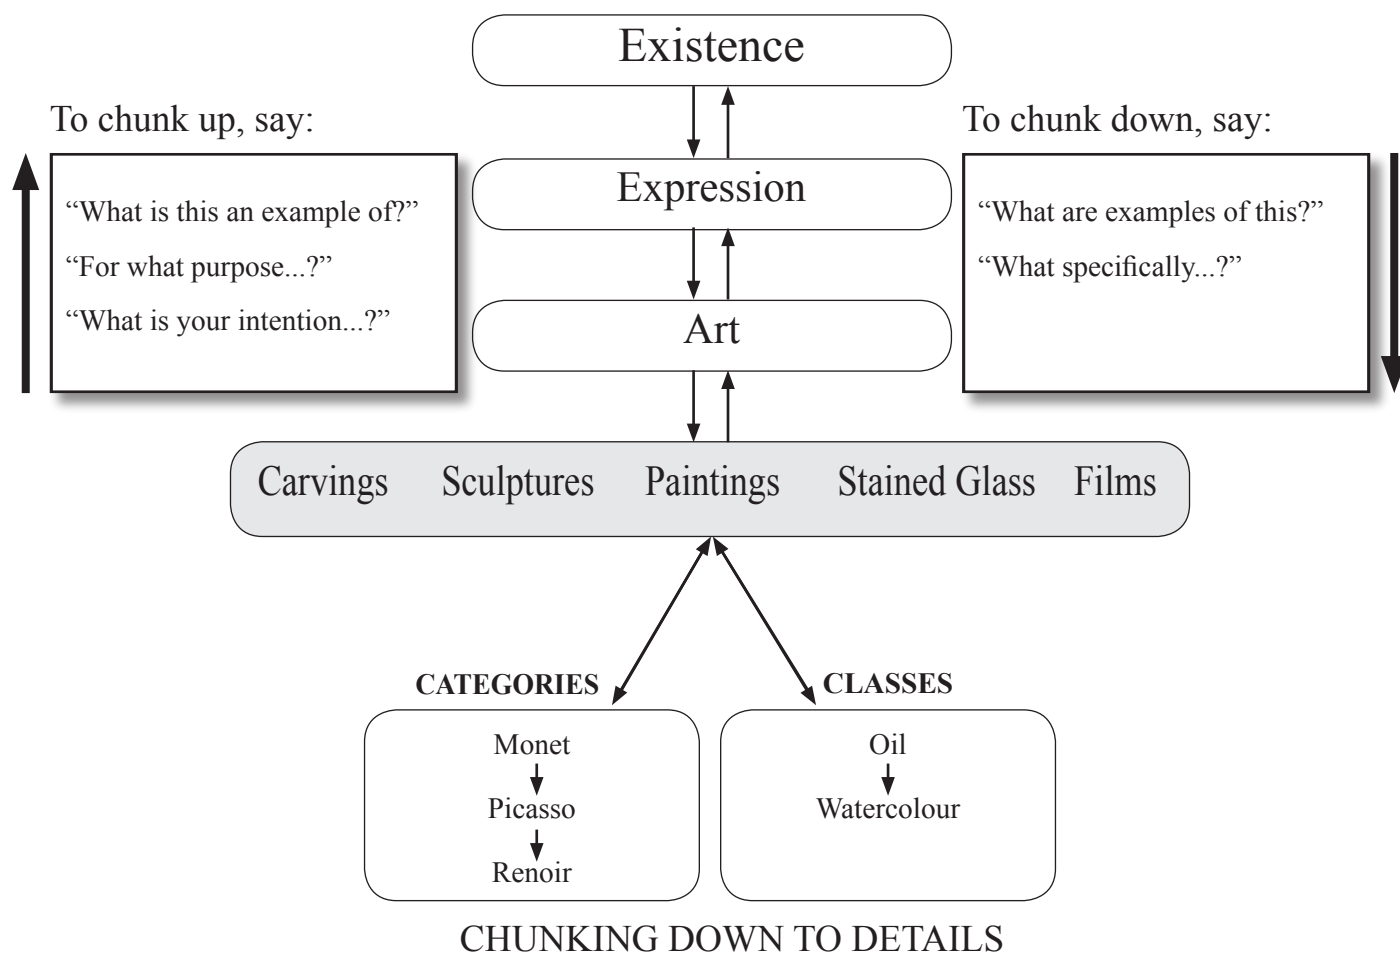 Existence
To chunk up, say:
“What is this an example of?”
“For what purpose...?”
“What is your intention...?”
Expression
Art
To chunk down, say:
“What are examples of this?”
“What specifically...?”
Carvings Sculptures Paintings Stained Glass Films
CATEGORIES
Monet
Picasso
Renoir
CLASSES
Oil
Watercolour
CHUNKING DOWN TO DETAILS